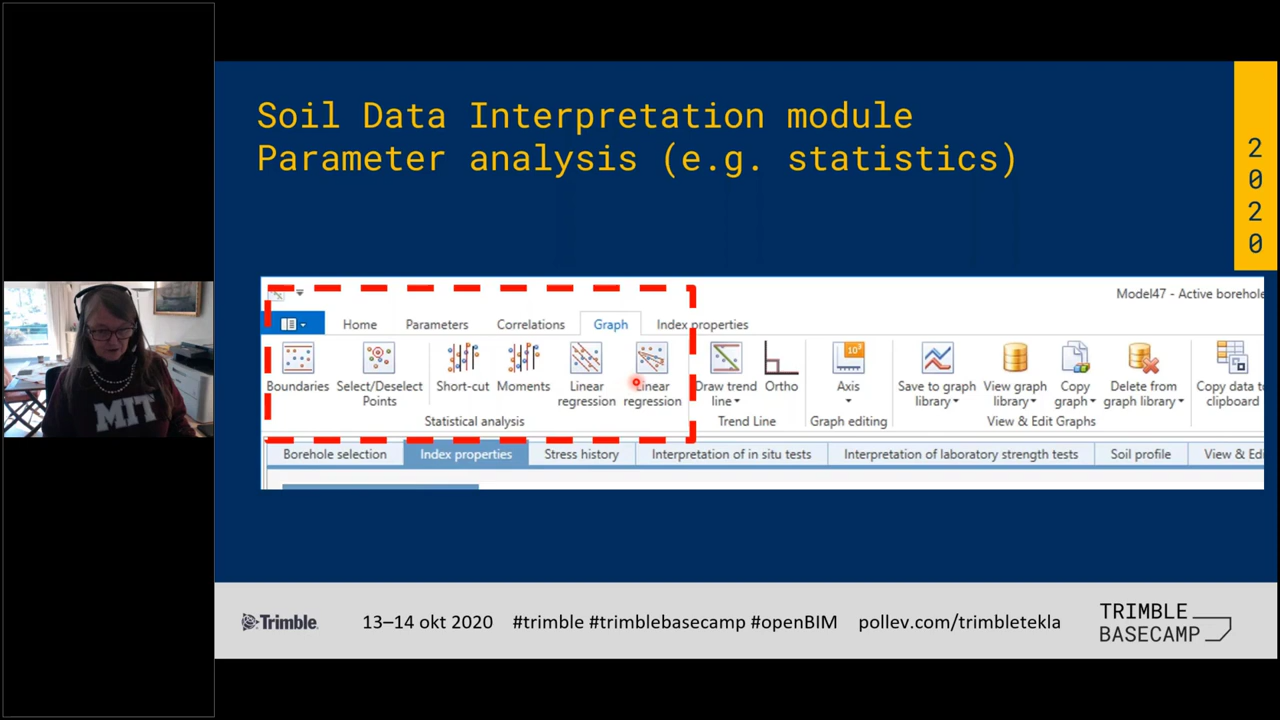 Soil Data Interpretation module
Parameter analysis (e.g. statistics)
2
0
2
0
MIT
Model47 - Active borehole
Home Parameters Correlations Graph Index properties
Boundaries Select/Deselect Points Short-cut Moments Linear regression Linear regression Draw trend line Ortho Axis Save to graph library View graph library Copy graph Delete from graph library Copy data to clipboard
Statistical analysis Trend Line Graph editing View & Edit Graphs
Borehole selection Index properties Stress history Interpretation of in situ tests Interpretation of laboratory strength tests Soil profile View & Edi
Trimble. 13–14 okt 2020 #trimble #trimblebasecamp #openBIM pollev.com/trimbletekla
TRIMBLE
BASECAMP